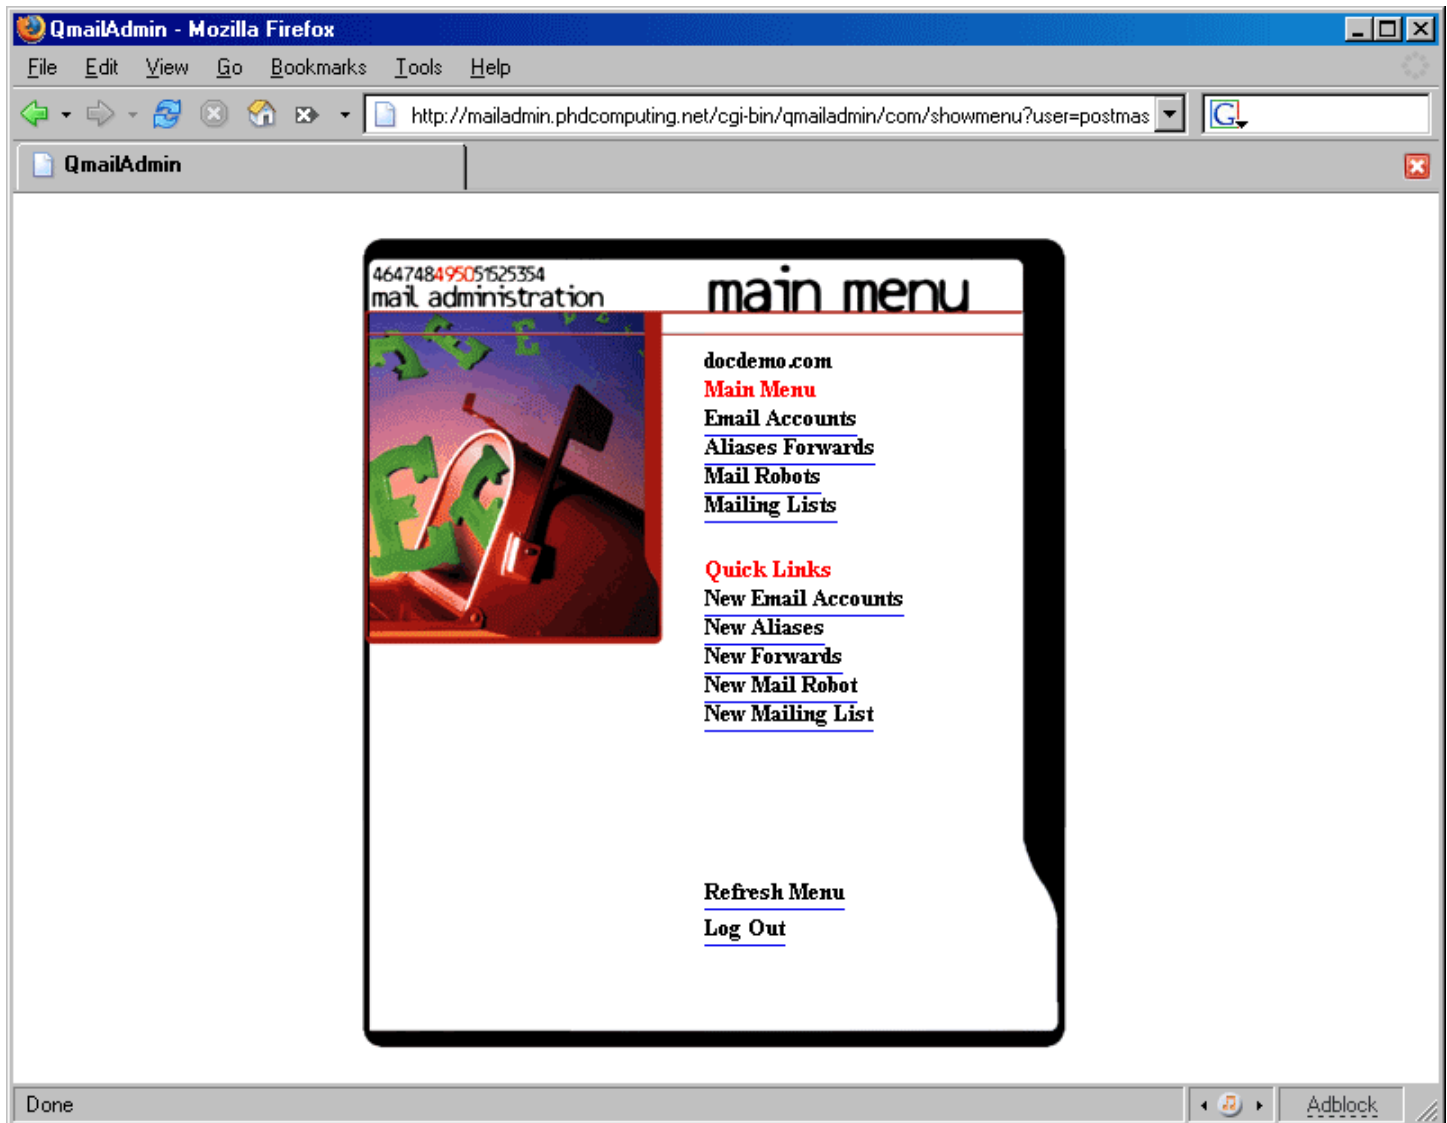 QmailAdmin - Mozilla Firefox
File Edit View Go Bookmarks Tools Help
http://mailadmin.phdcomputing.net/cgi-bin/qmailadmin/com/showmenu?user=postmas
G
QmailAdmin
464748495051525354
mail administration
main menu
docdemo.com
Main Menu
Email Accounts
Aliases Forwards
Mail Robots
Mailing Lists
Quick Links
New Email Accounts
New Aliases
New Forwards
New Mail Robot
New Mailing List
Refresh Menu
Log Out
Done
Adblock